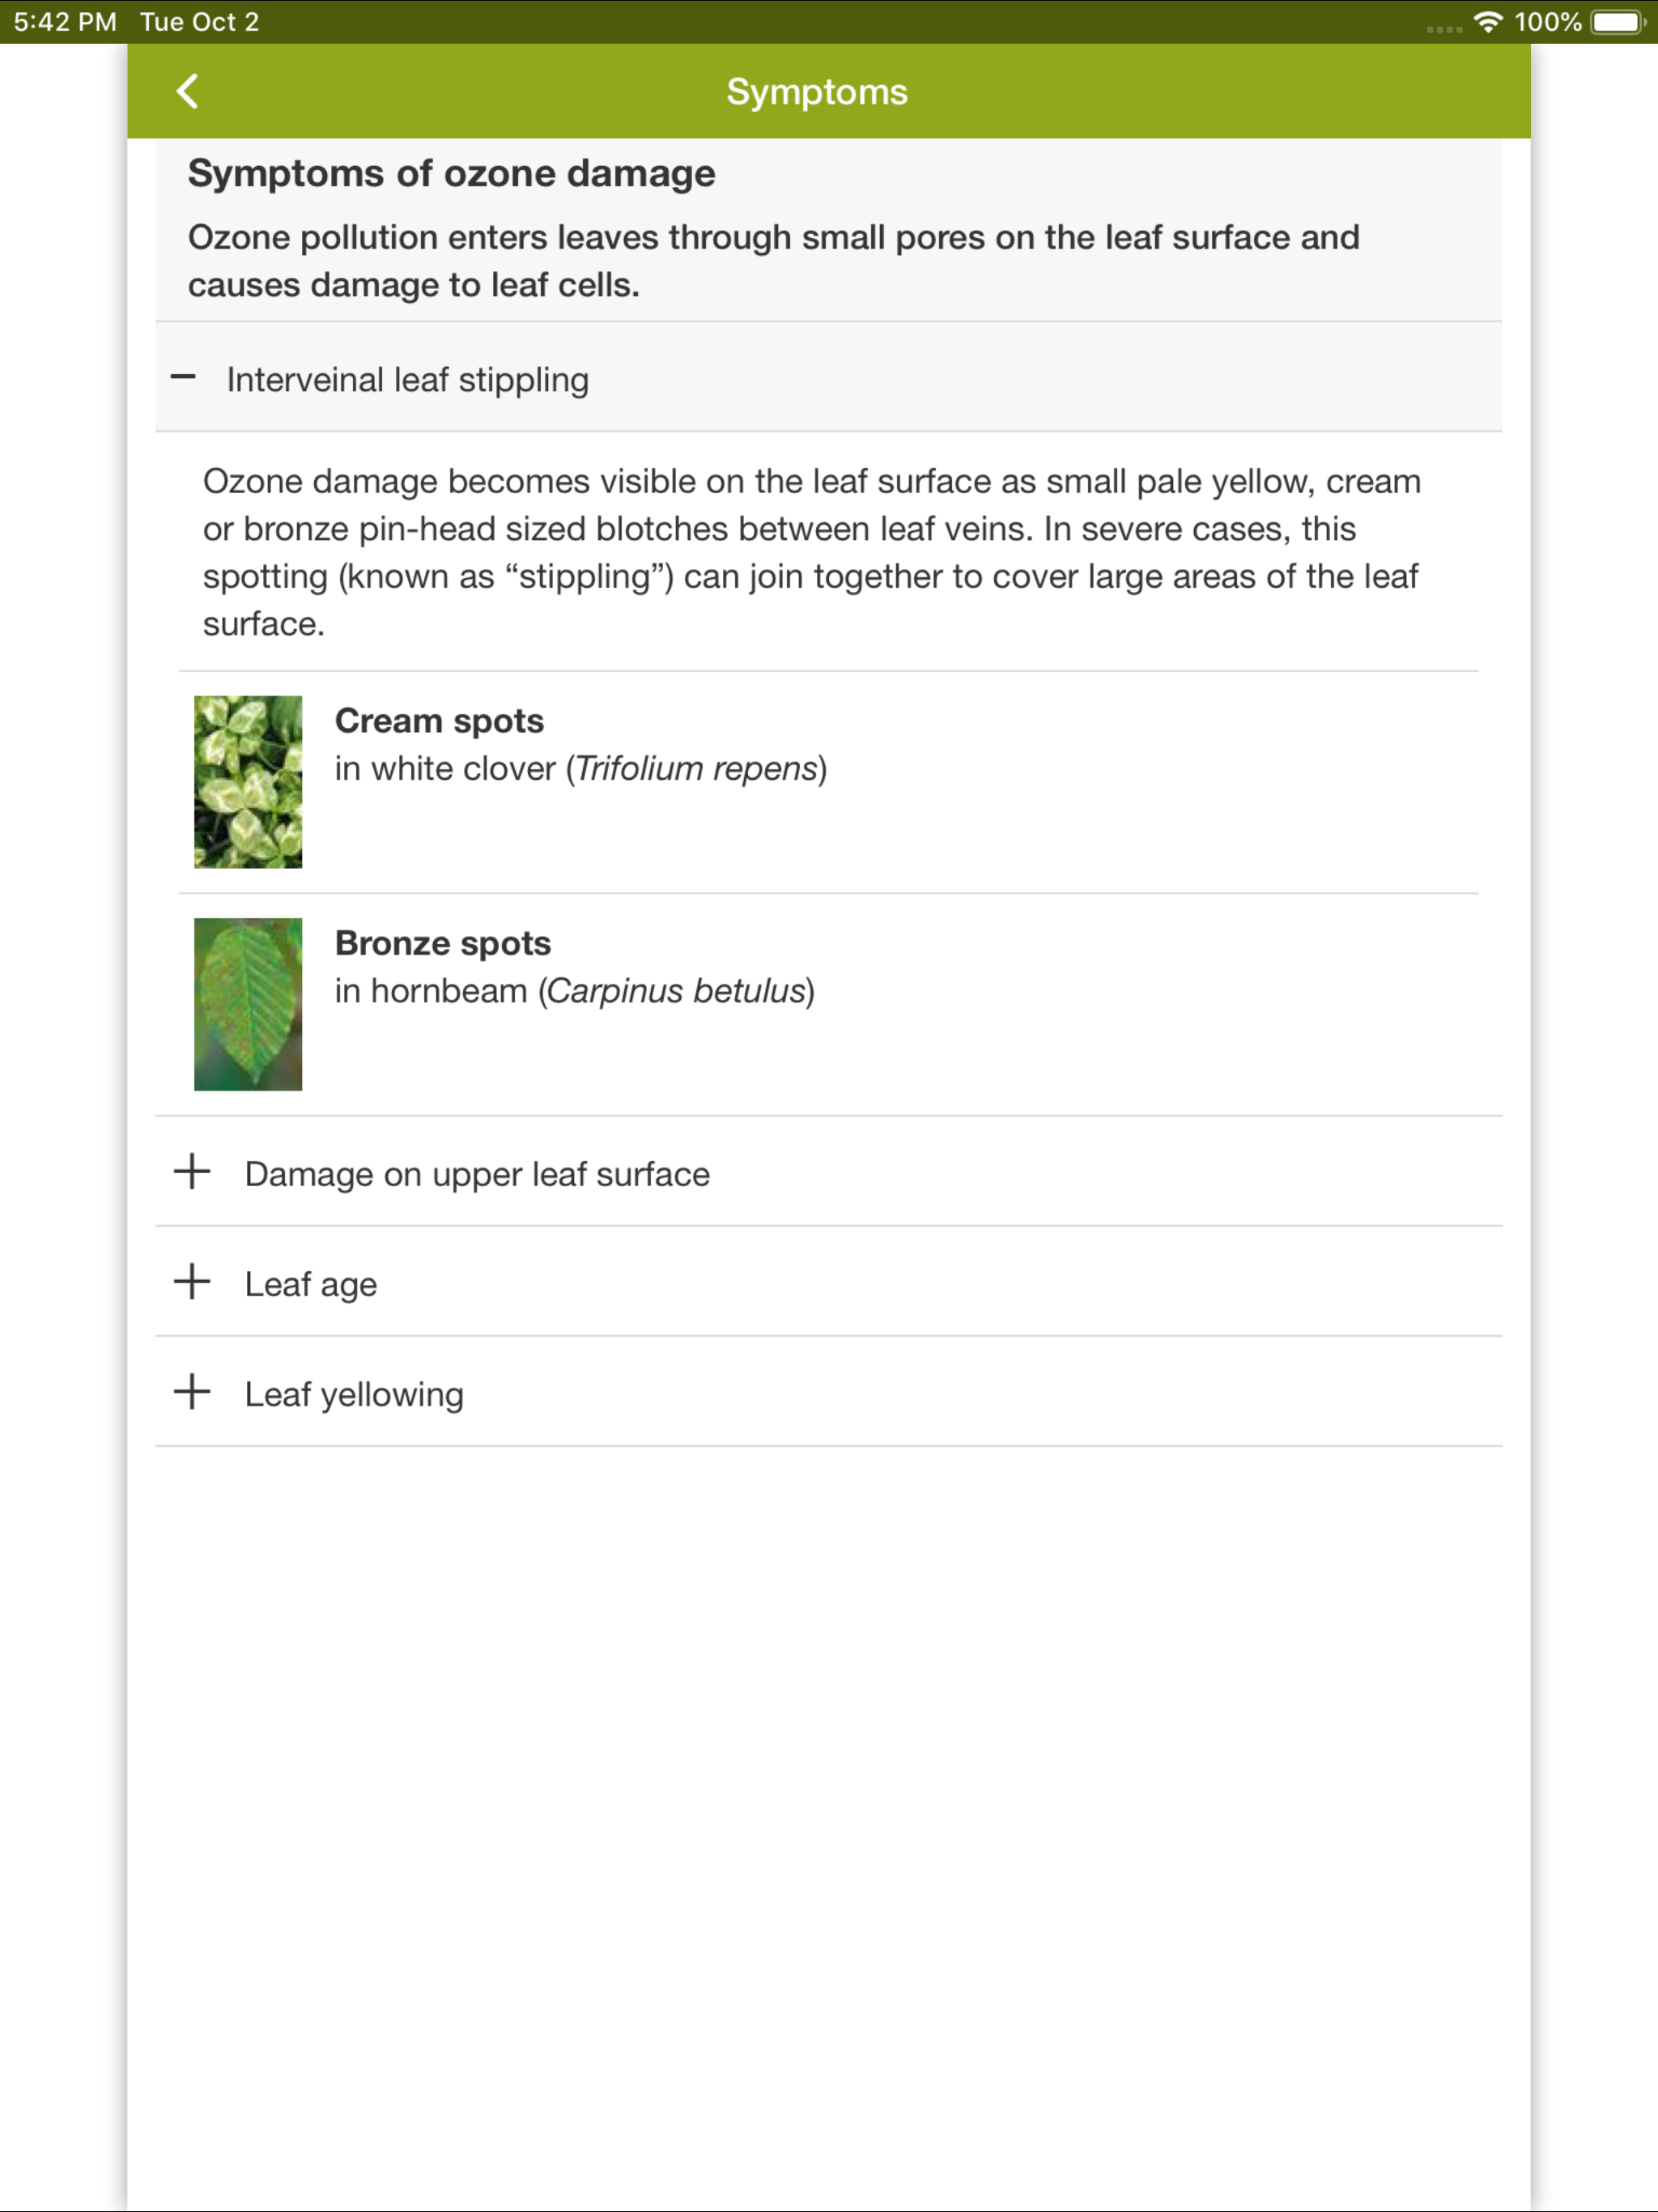 5:42 PM Tue Oct 2
100%
Symptoms
Symptoms of ozone damage
Ozone pollution enters leaves through small pores on the leaf surface and
causes damage to leaf cells.
Interveinal leaf stippling
Ozone damage becomes visible on the leaf surface as small pale yellow, cream
or bronze pin-head sized blotches between leaf veins. In severe cases, this
spotting (known as “stippling”) can join together to cover large areas of the leaf
surface.
Cream spots
in white clover (Trifolium repens)
Bronze spots
in hornbeam (Carpinus betulus)
Damage on upper leaf surface
Leaf age
Leaf yellowing